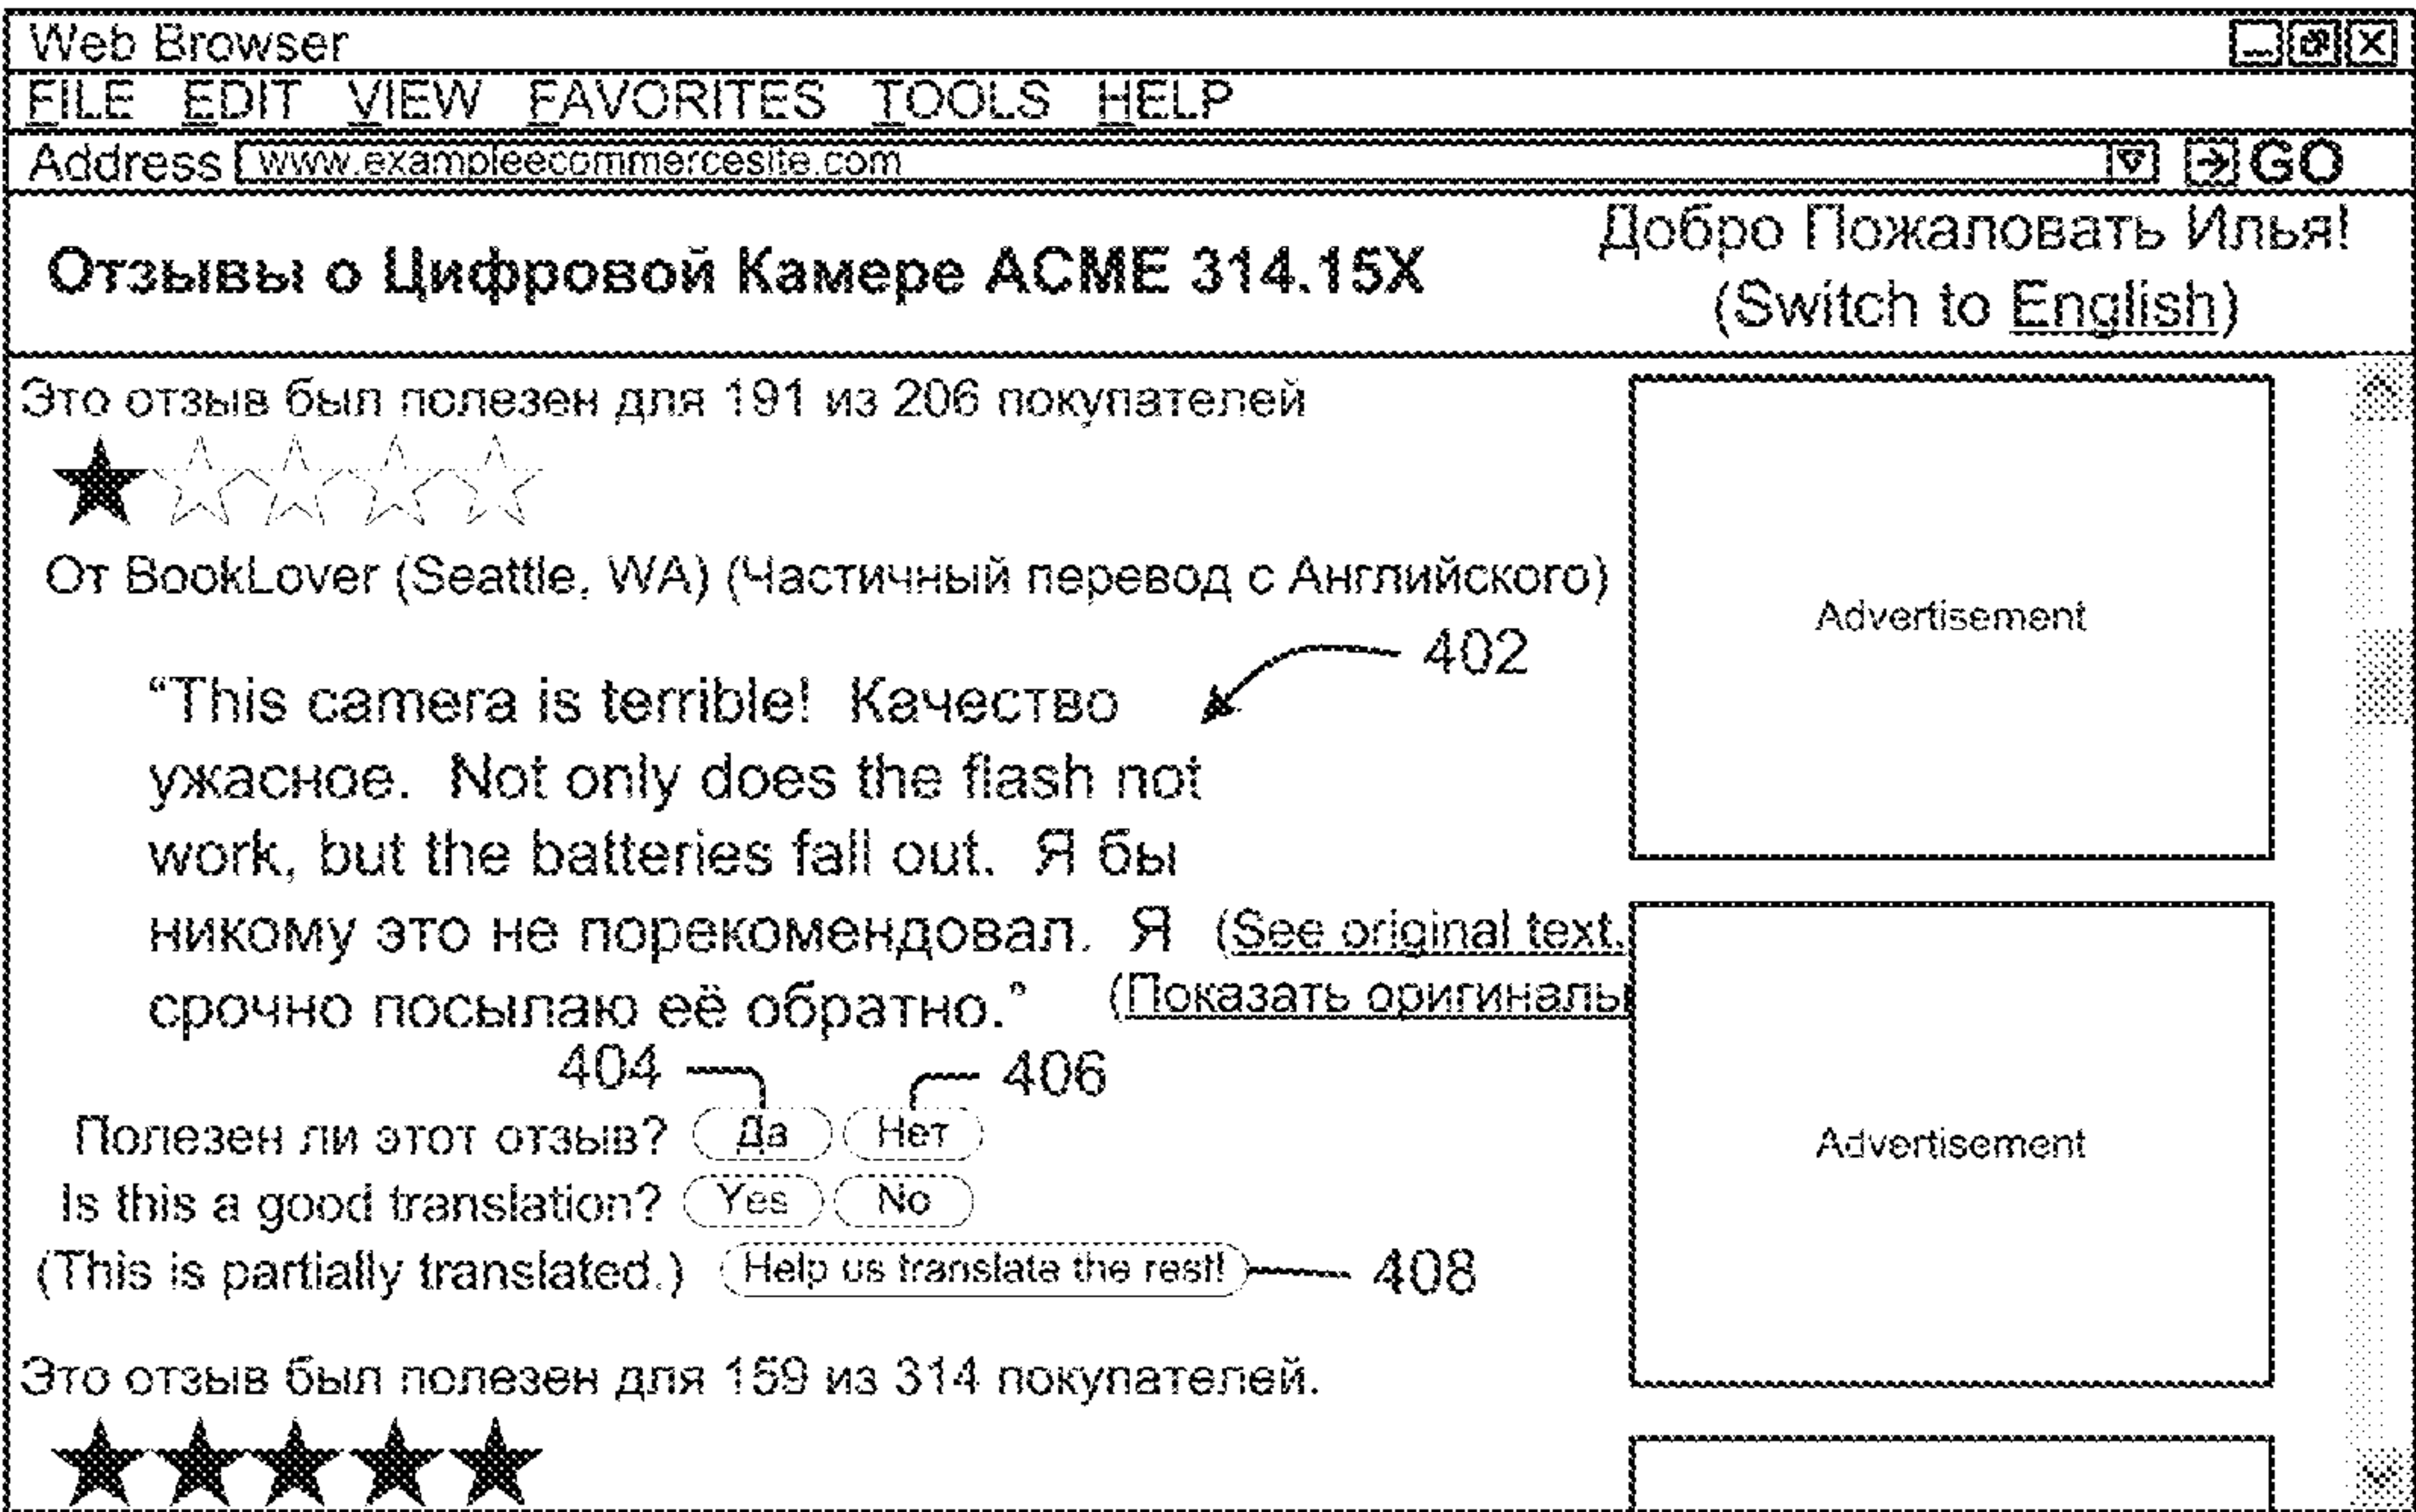 Web Browser
FILE EDIT VIEW FAVORITES TOOLS HELP
Address www.exampleecommercesite.com GO
Отзывы о Цифровой Камере ACME 314.15X
Добро Пожаловать Илья!
(Switch to English)
Это отзыв был полезен для 191 из 206 покупателей
От BookLover (Seattle, WA) (Частичный перевод с Английского)
402
“This camera is terrible! Качество
ужасное. Not only does the flash not
work, but the batteries fall out. Я бы
никому это не порекомендовал. Я (See original text.
срочно посылаю её обратно.” (Показать оригиналы
404 406
Полезен ли этот отзыв? Да Нет
Is this a good translation? Yes No
(This is partially translated.) Help us translate the rest! 408
Это отзыв был полезен для 159 из 314 покупателей.
Advertisement
Advertisement